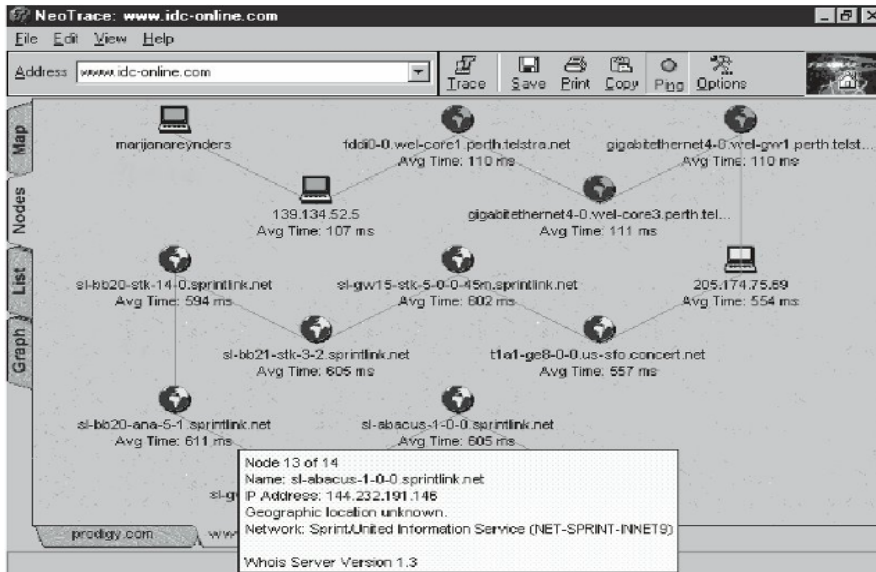 NeoTrace: www.idc-online.com
File Edit View Help
Address www.idc-online.com Trace Save Print Copy Ping Options
Map
Nodes
List
Graph
marijanareynders
fddi0-0.wel-core1.perth.telstra.net
Avg Time: 110 ms
gigabitethernet4-0.wel-gw1.perth.telst...
Avg Time: 110 ms
139.134.52.5
Avg Time: 107 ms
gigabitethernet4-0.wel-core3.perth.tel...
Avg Time: 111 ms
sl-bb20-stk-14-0.sprintlink.net
Avg Time: 594 ms
sl-gw15-stk-5-0-0-45m.sprintlink.net
Avg Time: 602 ms
205.174.75.69
Avg Time: 554 ms
sl-bb21-stk-3-2.sprintlink.net
Avg Time: 605 ms
t1a1-ge8-0-0.us-sfo.concert.net
Avg Time: 557 ms
sl-bb20-ana-5-1.sprintlink.net
Avg Time: 611 ms
sl-abacus-1-0-0.sprintlink.net
Avg Time: 605 ms
sl-g
Node 13 of 14
Name: sl-abacus-1-0-0.sprintlink.net
IP Address: 144.232.191.146
Geographic location unknown.
Network: Sprint/United Information Service (NET-SPRINT-INNET9)
Whois Server Version 1.3
prodigy.com
www